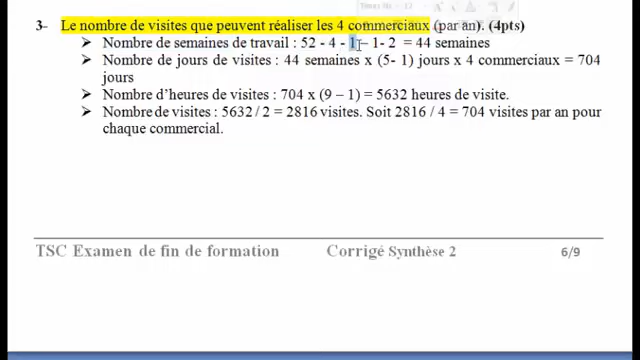 3- Le nombre de visites que peuvent réaliser les 4 commerciaux (par an). (4pts)
➤ Nombre de semaines de travail : 52 - 4 - 1 – 1- 2 = 44 semaines
➤ Nombre de jours de visites : 44 semaines x (5- 1) jours x 4 commerciaux = 704
jours
➤ Nombre d'heures de visites : 704 x (9 – 1) = 5632 heures de visite.
➤ Nombre de visites : 5632 / 2 = 2816 visites. Soit 2816 / 4 = 704 visites par an pour
chaque commercial.
TSC Examen de fin de formation Corrigé Synthèse 2 6/9